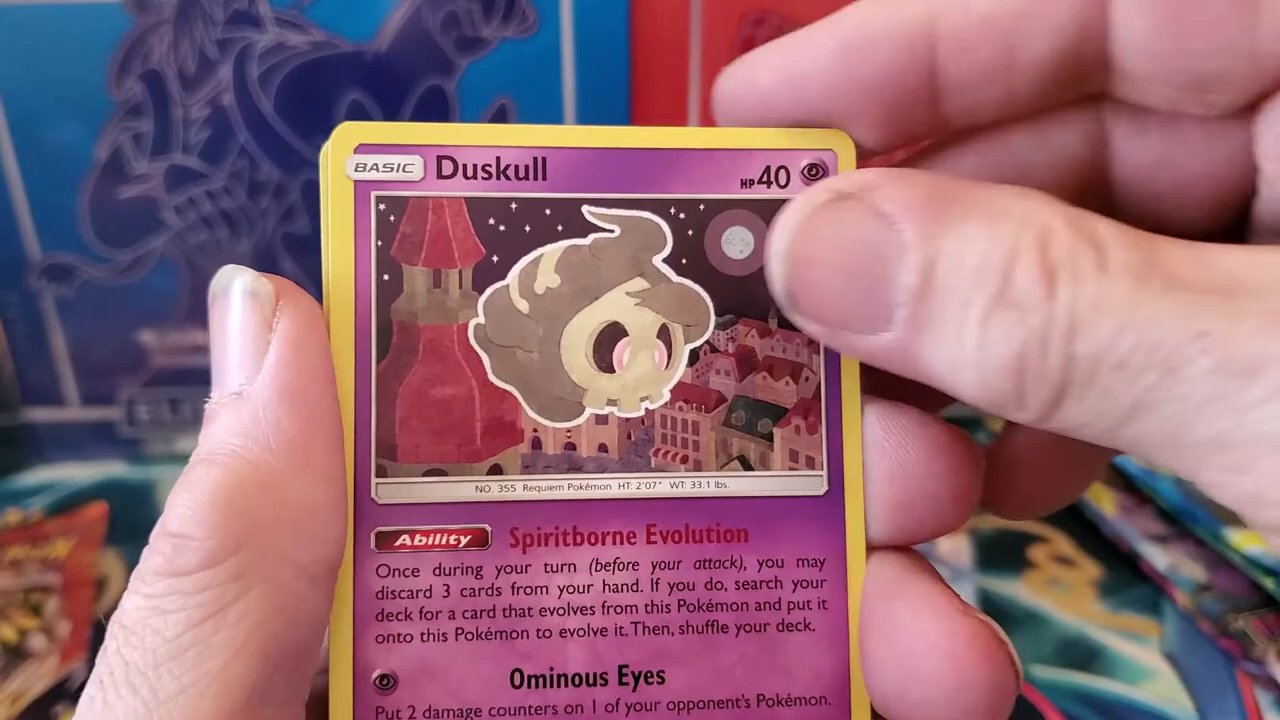 BASIC Duskull HP 40
NO. 355 Requiem Pokémon HT: 2'07" WT: 33.1 lbs.
Ability Spiritborne Evolution
Once during your turn (before your attack), you may
discard 3 cards from your hand. If you do, search your
deck for a card that evolves from this Pokémon and put it
onto this Pokémon to evolve it. Then, shuffle your deck.
Ominous Eyes
Put 2 damage counters on 1 of your opponent's Pokémon.